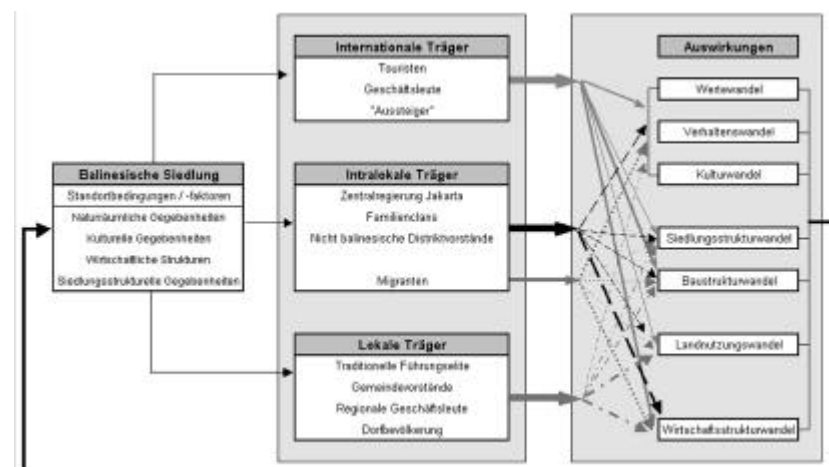 Internationale Träger
Touristen
Geschäftsleute
"Aussteiger"
Balinesische Siedlung
Standortbedingungen / -faktoren
Naturräumliche Gegebenheiten
Kulturelle Gegebenheiten
Wirtschaftliche Strukturen
Siedlungsstrukturelle Gegebenheiten
Intralokale Träger
Zentralregierung Jakarta
Familienclans
Nicht balinesische Distriktvorstände
Migranten
Lokale Träger
Traditionelle Führungselite
Gemeindevorstände
Regionale Geschäftsleute
Dorfbevölkerung
Auswirkungen
Wertewandel
Verhaltenswandel
Kulturwandel
Siedlungsstrukturwandel
Baustrukturwandel
Landnutzungswandel
Wirtschaftsstrukturwandel